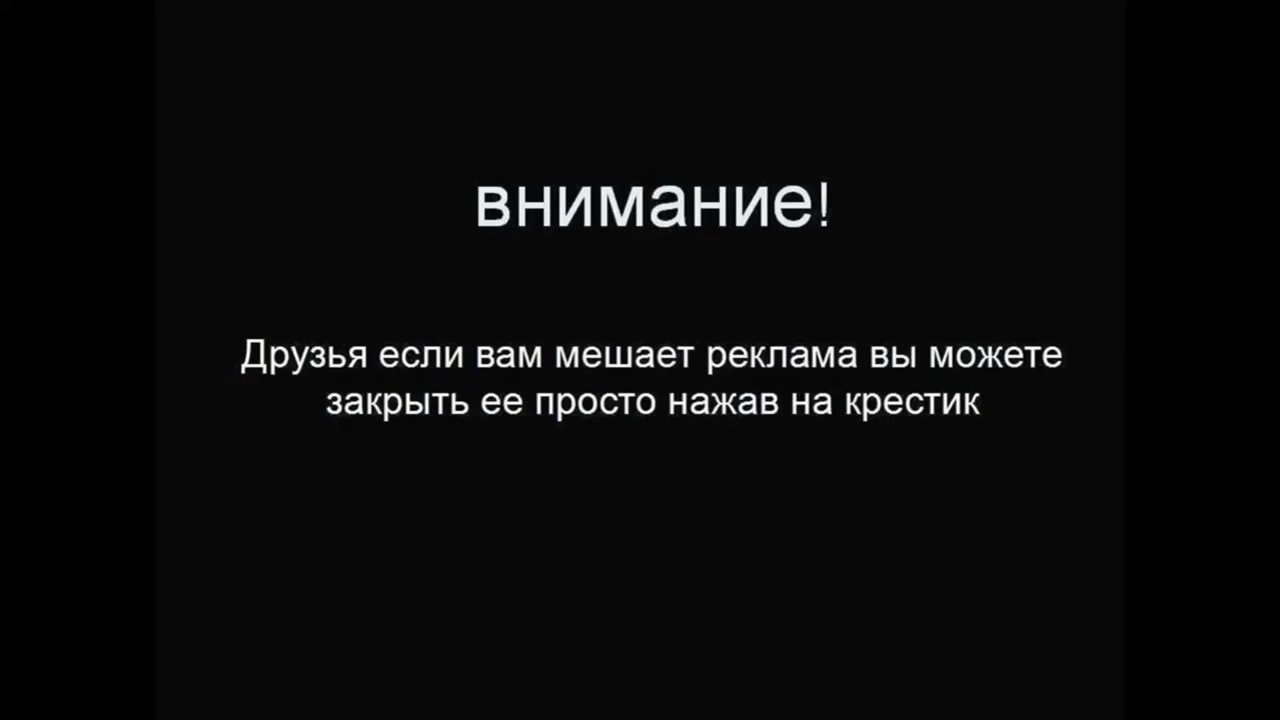 внимание!
Друзья если вам мешает реклама вы можете
закрыть ее просто нажав на крестик